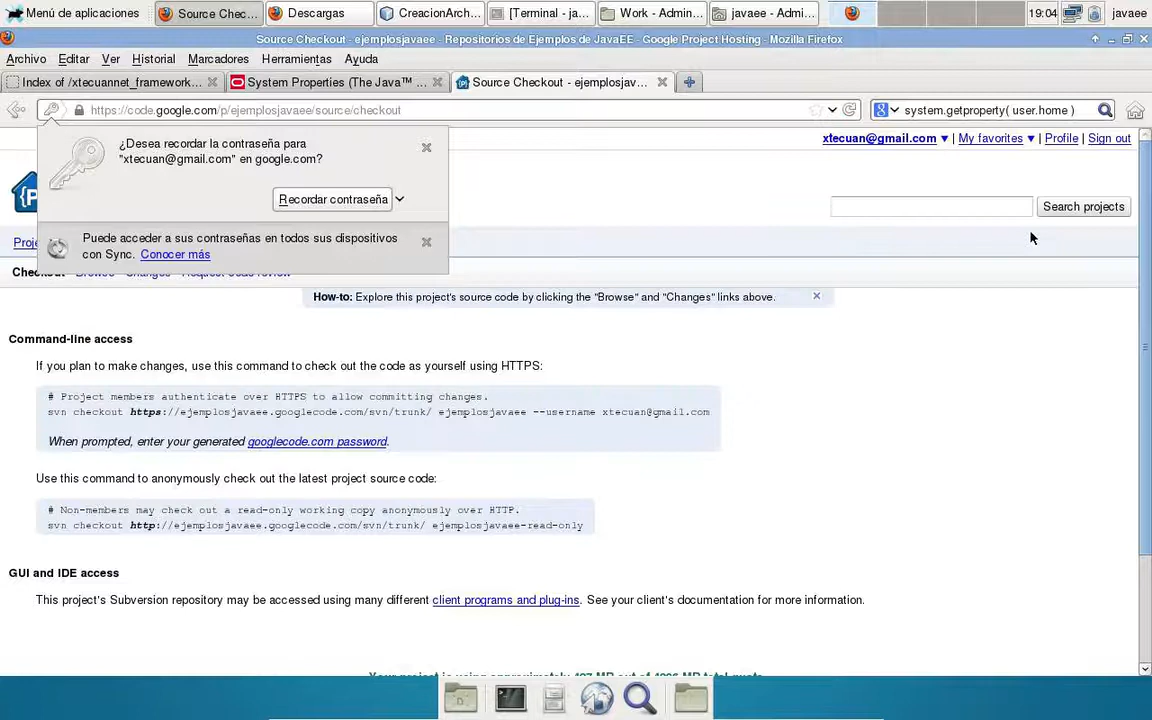 Menú de aplicaciones
Source Chec...
Descargas
CreacionArch...
[Terminal - ja...
Work - Admin...
javaee - Admi...
19:04
javaee
Source Checkout - ejemplosjavaee - Repositorios de Ejemplos de JavaEE - Google Project Hosting - Mozilla Firefox
Archivo Editar Ver Historial Marcadores Herramientas Ayuda
Index of /xtecuannet_framework...
System Properties (The Java™ ...
Source Checkout - ejemplosjav...
https://code.google.com/p/ejemplosjavaee/source/checkout
system.getproperty( user.home )
xtecuan@gmail.com | My favorites | Profile | Sign out
¿Desea recordar la contraseña para
"xtecuan@gmail.com" en google.com?
Recordar contraseña
Puede acceder a sus contraseñas en todos sus dispositivos
con Sync. Conocer más
Search projects
Proje
How-to: Explore this project's source code by clicking the "Browse" and "Changes" links above.
Command-line access
If you plan to make changes, use this command to check out the code as yourself using HTTPS:
# Project members authenticate over HTTPS to allow committing changes.
svn checkout https://ejemplosjavaee.googlecode.com/svn/trunk/ ejemplosjavaee --username xtecuan@gmail.com
When prompted, enter your generated googlecode.com password.
Use this command to anonymously check out the latest project source code:
# Non-members may check out a read-only working copy anonymously over HTTP.
svn checkout http://ejemplosjavaee.googlecode.com/svn/trunk/ ejemplosjavaee-read-only
GUI and IDE access
This project's Subversion repository may be accessed using many different client programs and plug-ins. See your client's documentation for more information.